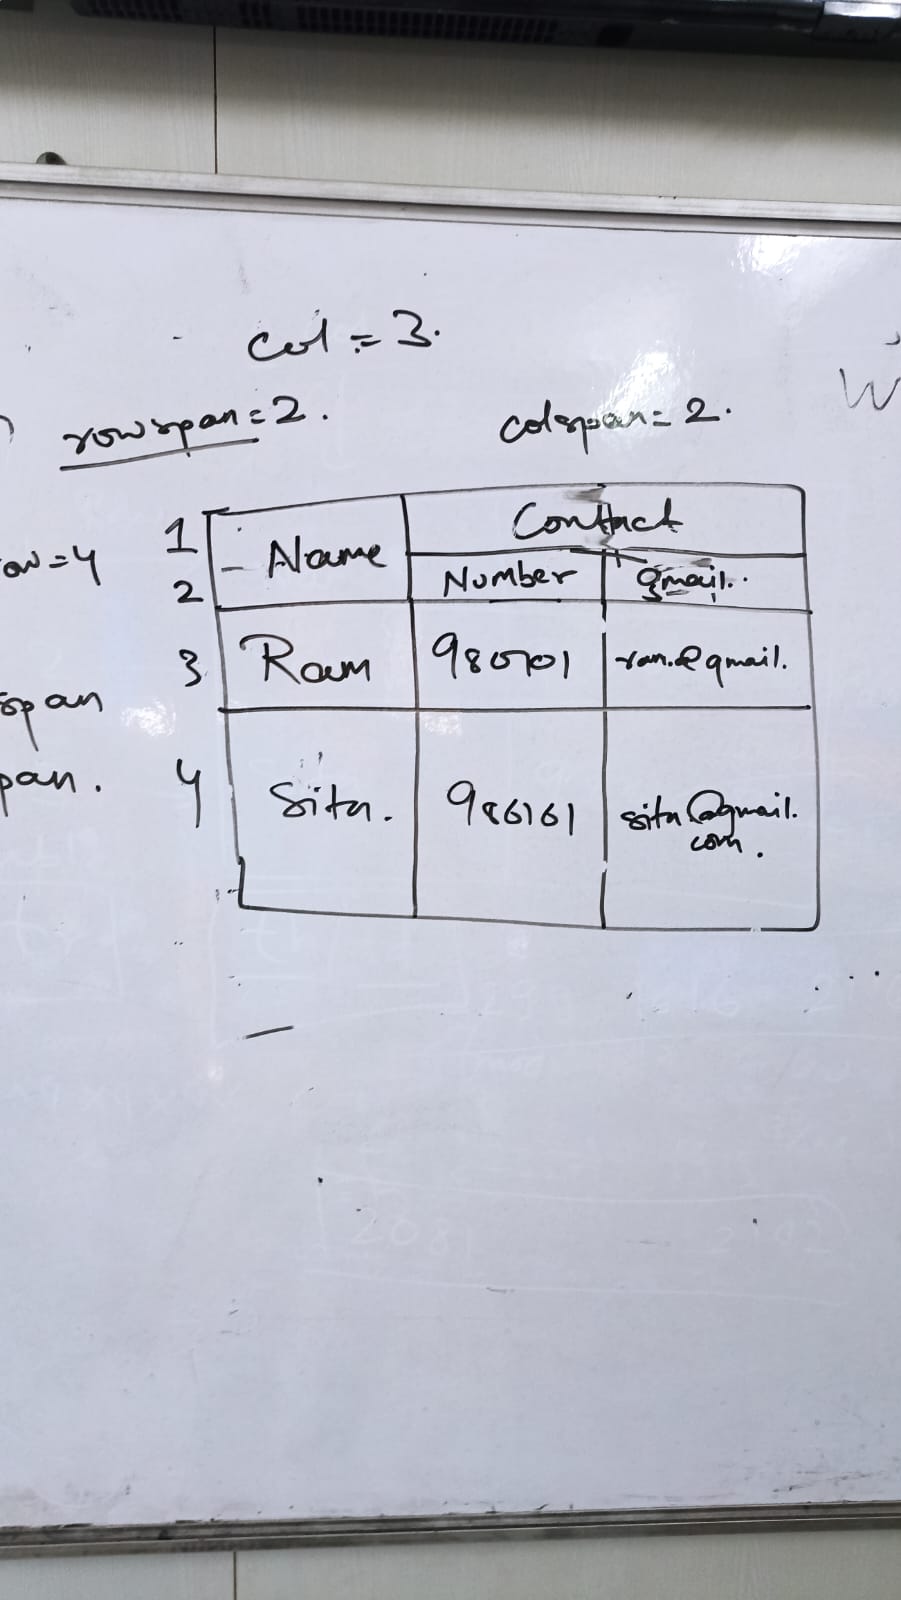 col = 3.
rowspan = 2.
colspan = 2.
W
row = 4
span
pan.
1
2
3
4
Name
Contact
Number
gmail..
Ram
980701
ram@gmail.
Sita.
986161
sita@gmail.
com.